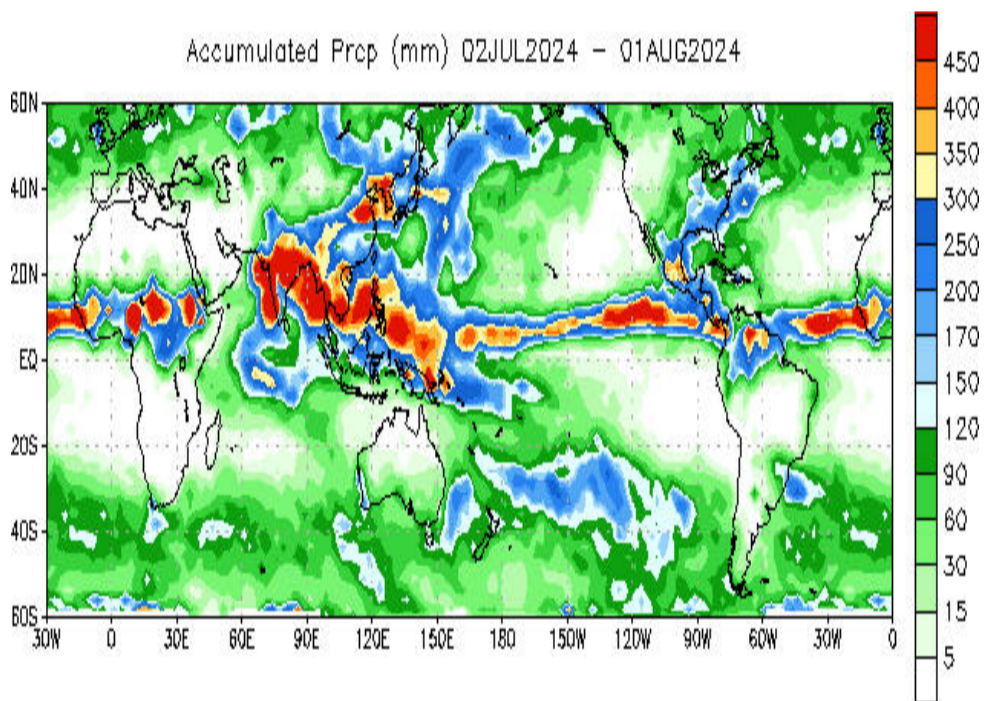 Accumulated Prcp (mm) 02JUL2024 – 01AUG2024
450
400
350
300
250
200
170
150
120
90
60
30
15
5
60N
40N
20N
EQ
20S
40S
60S
30W 0 30E 60E 90E 120E 150E 180 150W 120W 90W 60W 30W 0